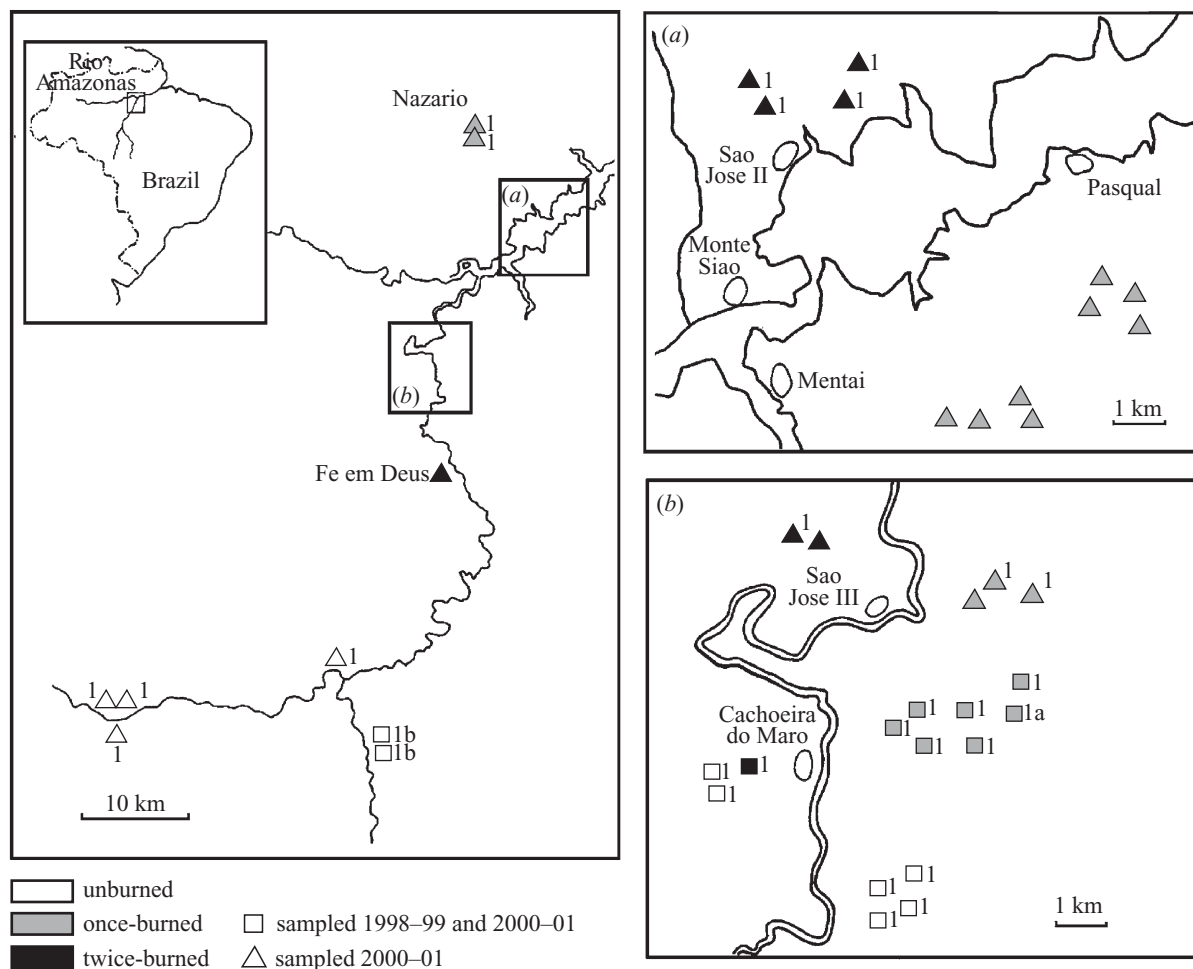 Rio
Amazonas
Brazil
Nazario
1
1
(a)
(b)
Fe em Deus
1
1
1
1
1b
1b
10 km
(a)
1
1
1
1
Sao
Jose II
Pasqual
Monte
Siao
Mentai
1 km
(b)
1
Sao
Jose III
1
1
1
1
1
1a
1
1
1
Cachoeira
do Maro
1
1
1
1
1
1
1
1 km
unburned
once-burned
sampled 1998–99 and 2000–01
twice-burned
sampled 2000–01